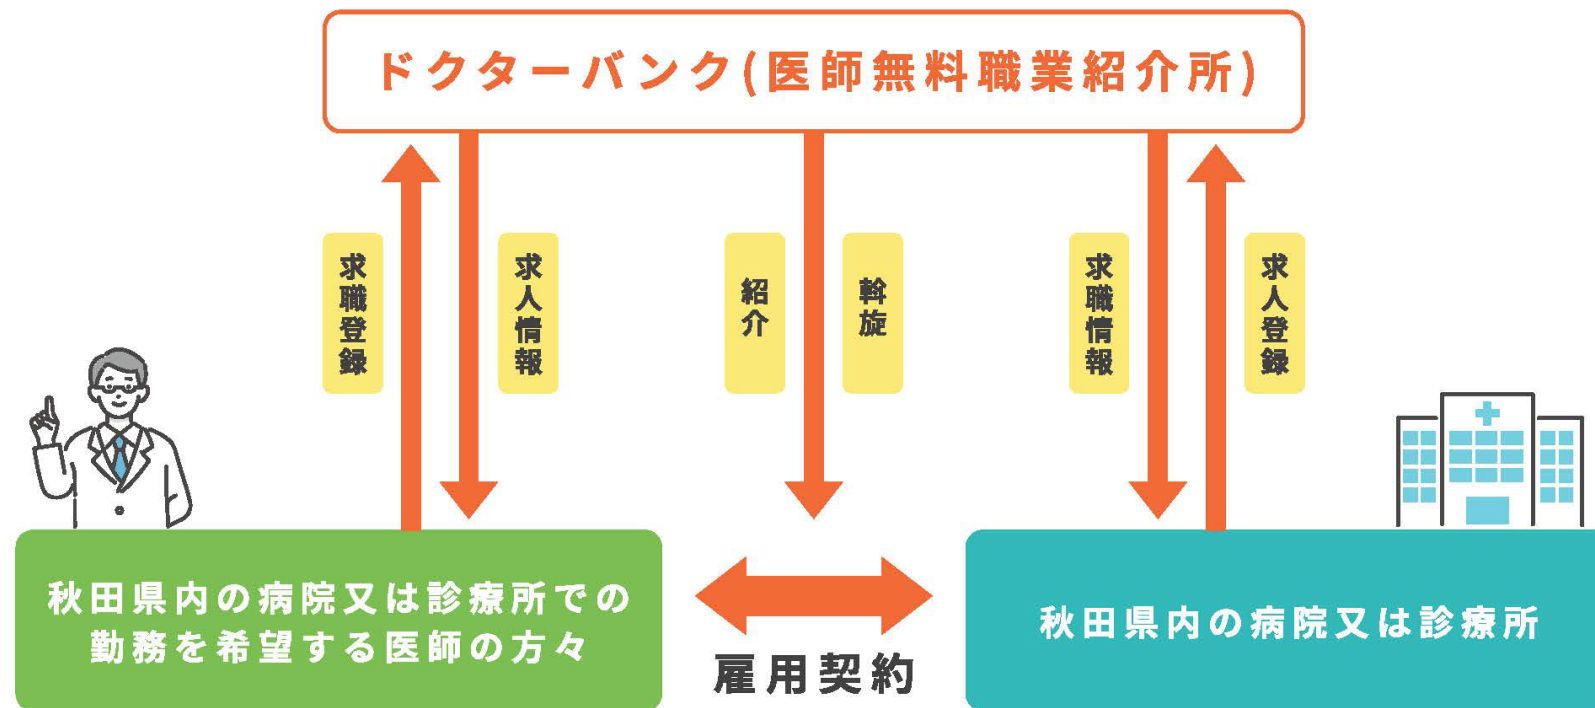 ドクターバンク(医師無料職業紹介所)
求職登録
求人情報
紹介
斡旋
求職情報
求人登録
秋田県内の病院又は診療所での
勤務を希望する医師の方々
雇用契約
秋田県内の病院又は診療所